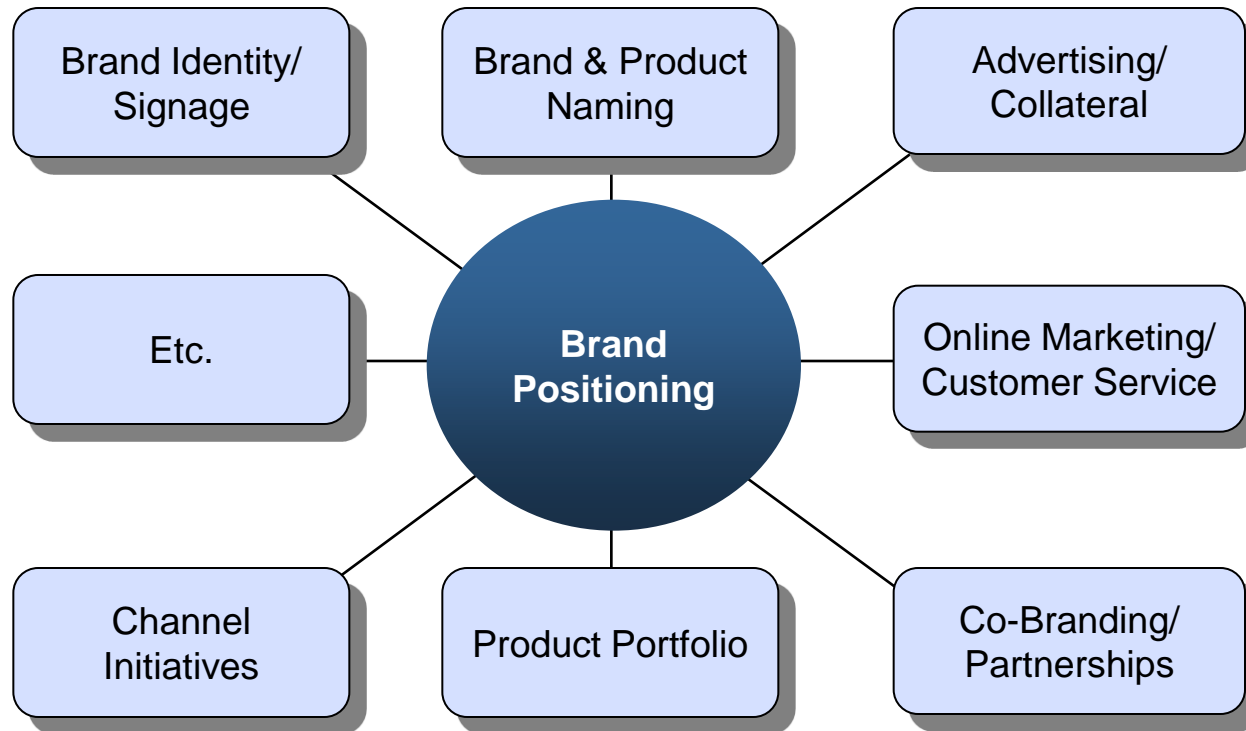 Brand Identity/
Signage
Brand & Product
Naming
Advertising/
Collateral
Etc.
Brand
Positioning
Online Marketing/
Customer Service
Channel
Initiatives
Product Portfolio
Co-Branding/
Partnerships